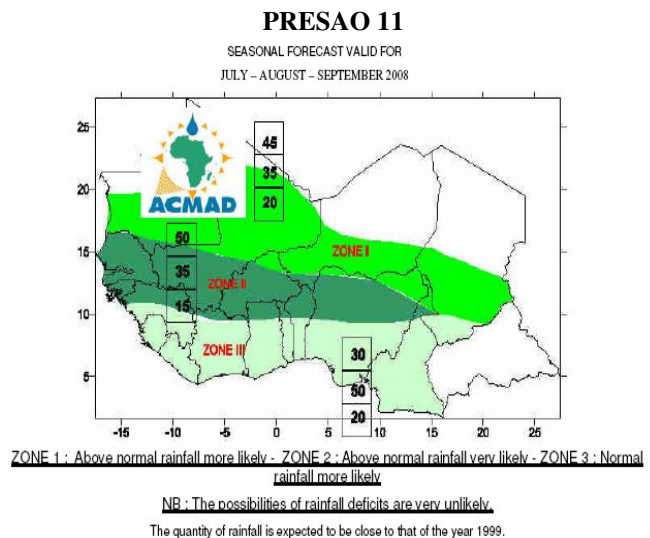 PRESAO 11
SEASONAL FORECAST VALID FOR
JULY – AUGUST – SEPTEMBER 2008
25
20
15
10
5
ACMAD
45
35
20
50
35
15
ZONE I
ZONE II
ZONE III
30
50
20
-15 -10 -5 0 5 10 15 20 25
ZONE 1 : Above normal rainfall more likely - ZONE 2 : Above normal rainfall very likely - ZONE 3 : Normal
rainfall more likely
NB : The possibilities of rainfall deficits are very unlikely.
The quantity of rainfall is expected to be close to that of the year 1999.